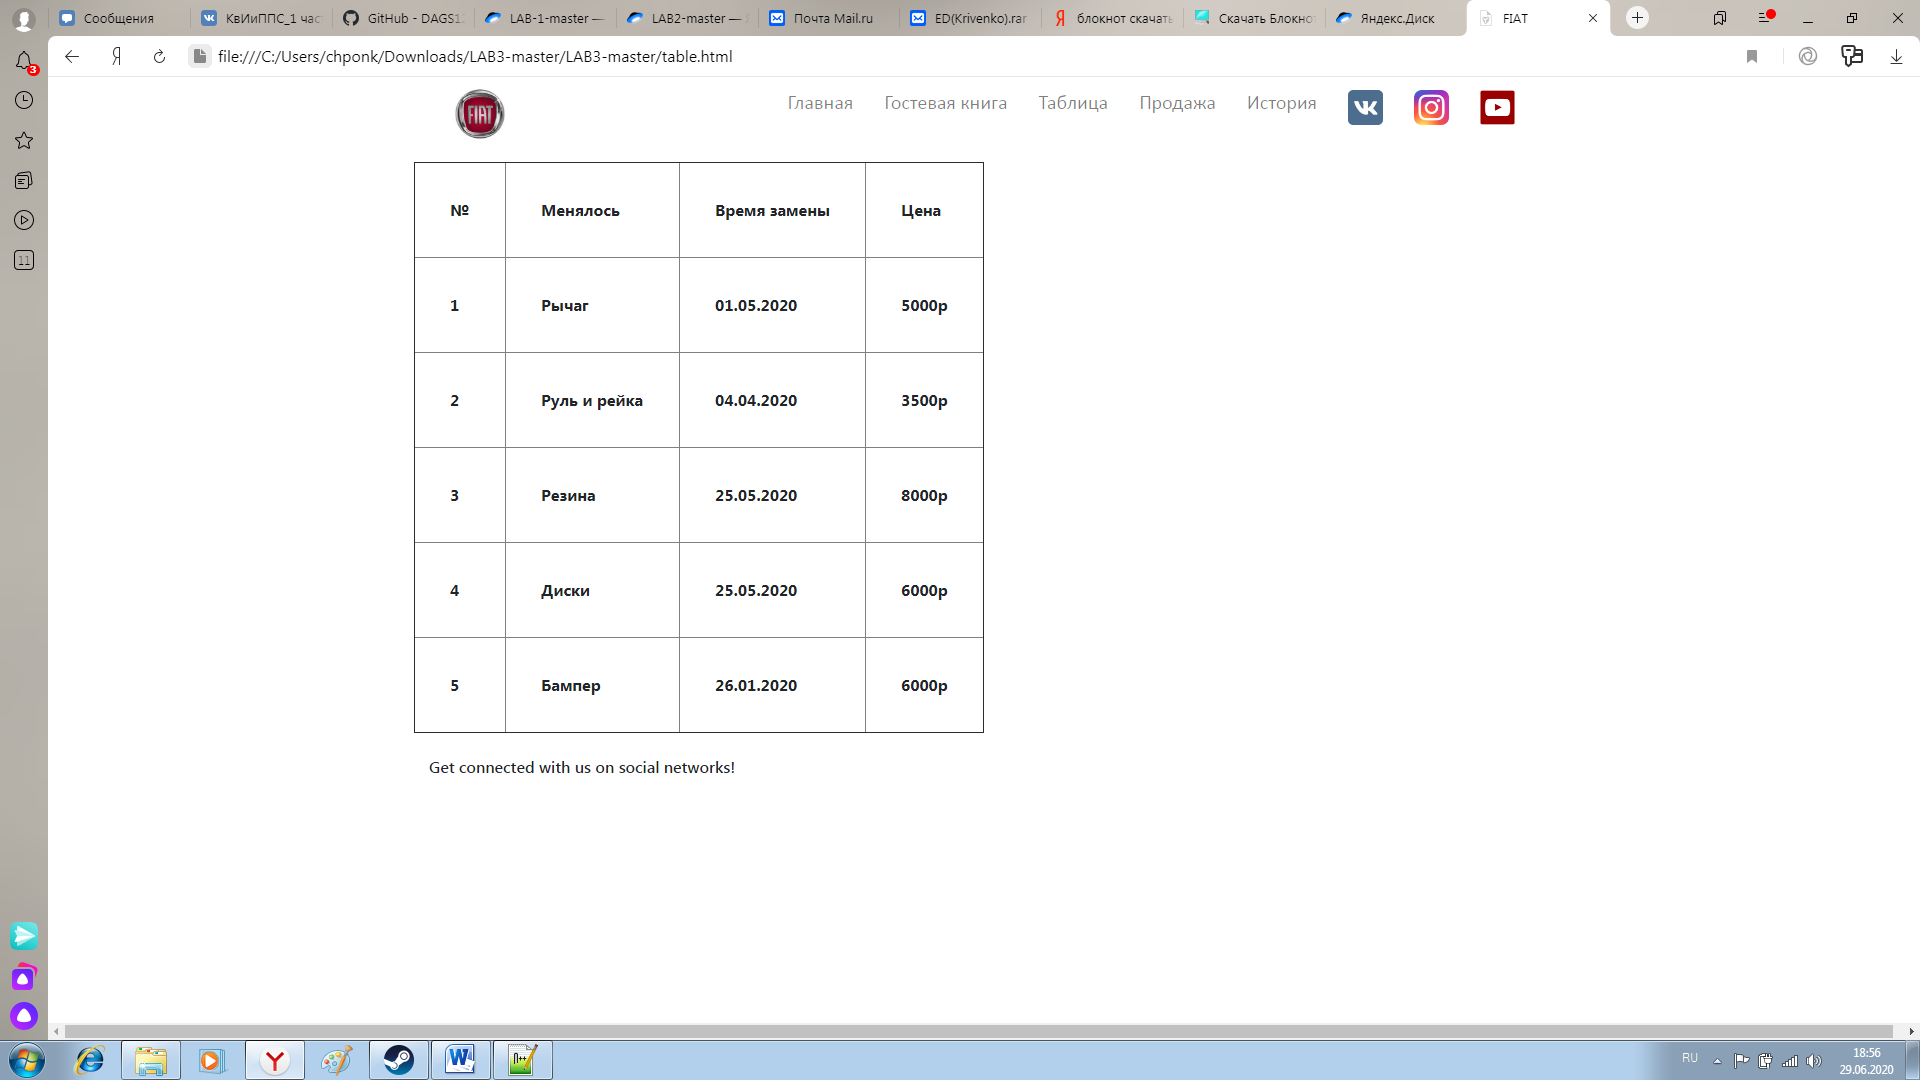 Сообщения
КвИиППС_1 час
GitHub - DAGS1
LAB-1-master —
LAB2-master —
Почта Mail.ru
ED(Krivenko).rar
блокнот скачать
Скачать Блокнот
Яндекс.Диск
FIAT
file:///C:/Users/chponk/Downloads/LAB3-master/LAB3-master/table.html
3
11
FIAT
Главная Гостевая книга Таблица Продажа История
№ Менялось Время замены Цена
1 Рычаг 01.05.2020 5000р
2 Руль и рейка 04.04.2020 3500р
3 Резина 25.05.2020 8000р
4 Диски 25.05.2020 6000р
5 Бампер 26.01.2020 6000р
Get connected with us on social networks!
RU
18:56
29.06.2020